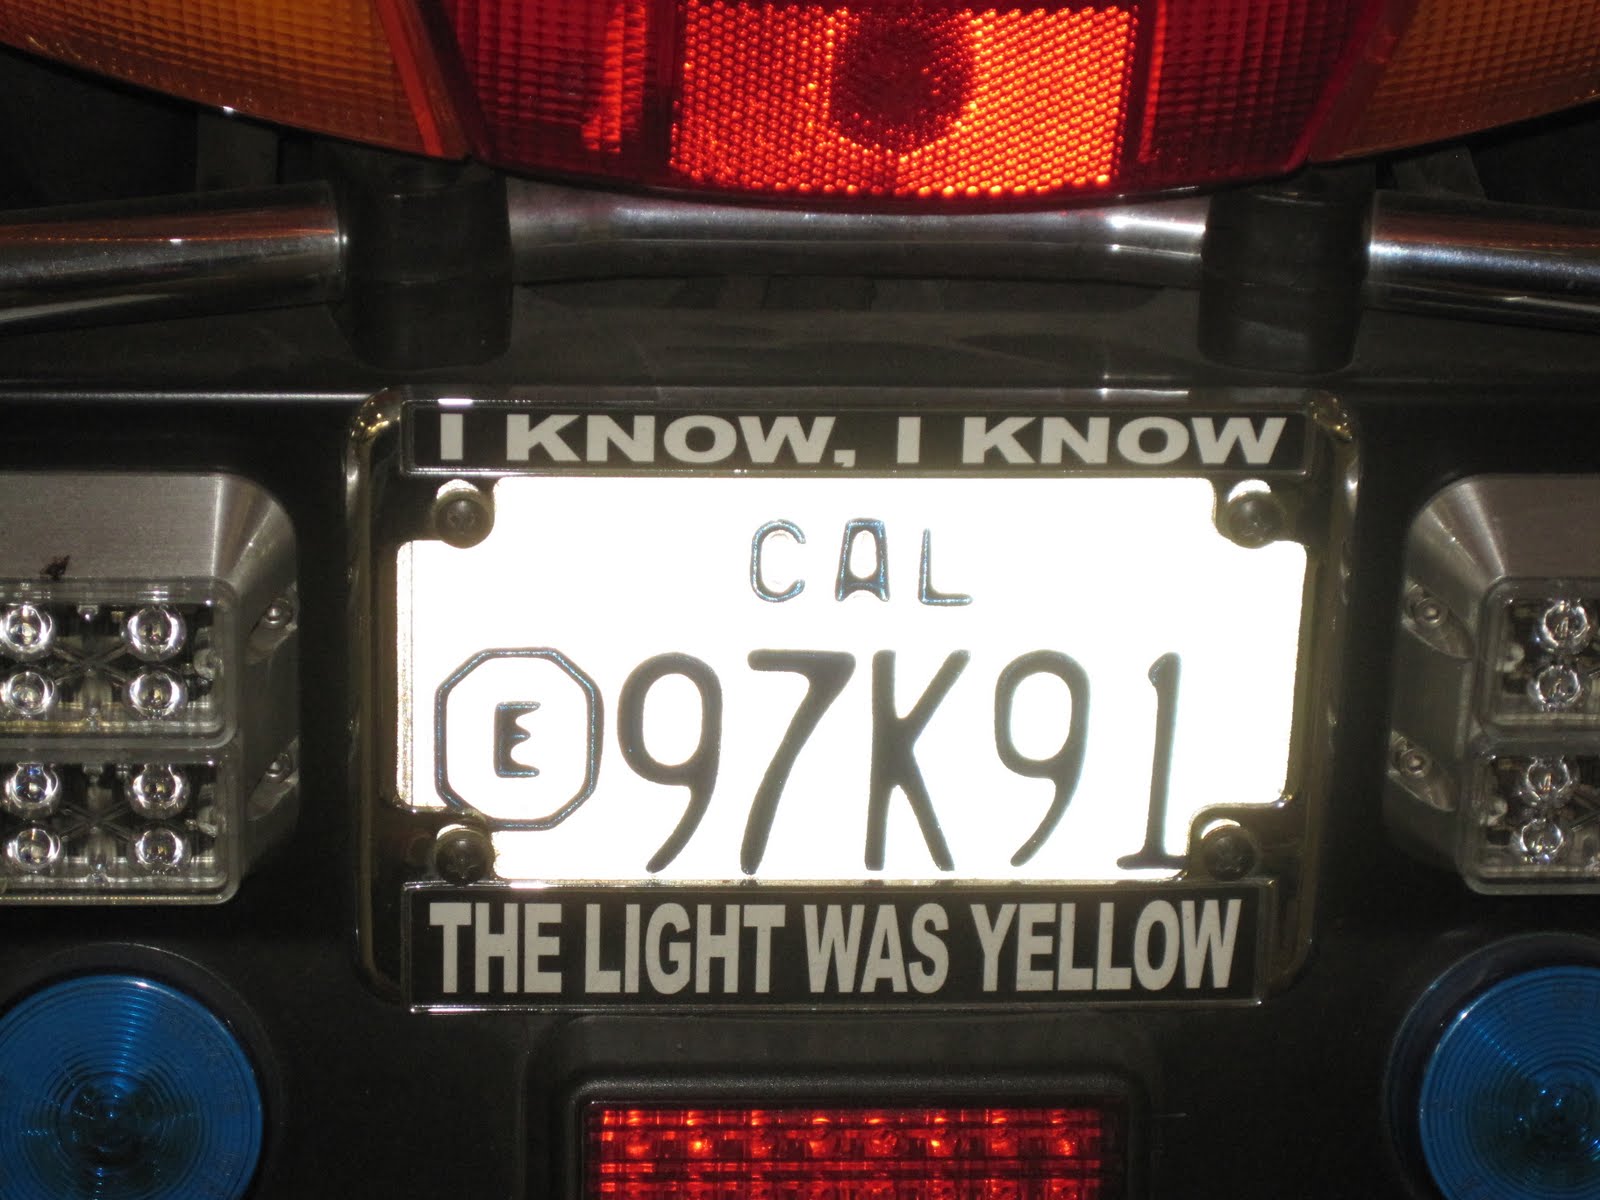 I KNOW, I KNOW
CAL
E 97K91
THE LIGHT WAS YELLOW